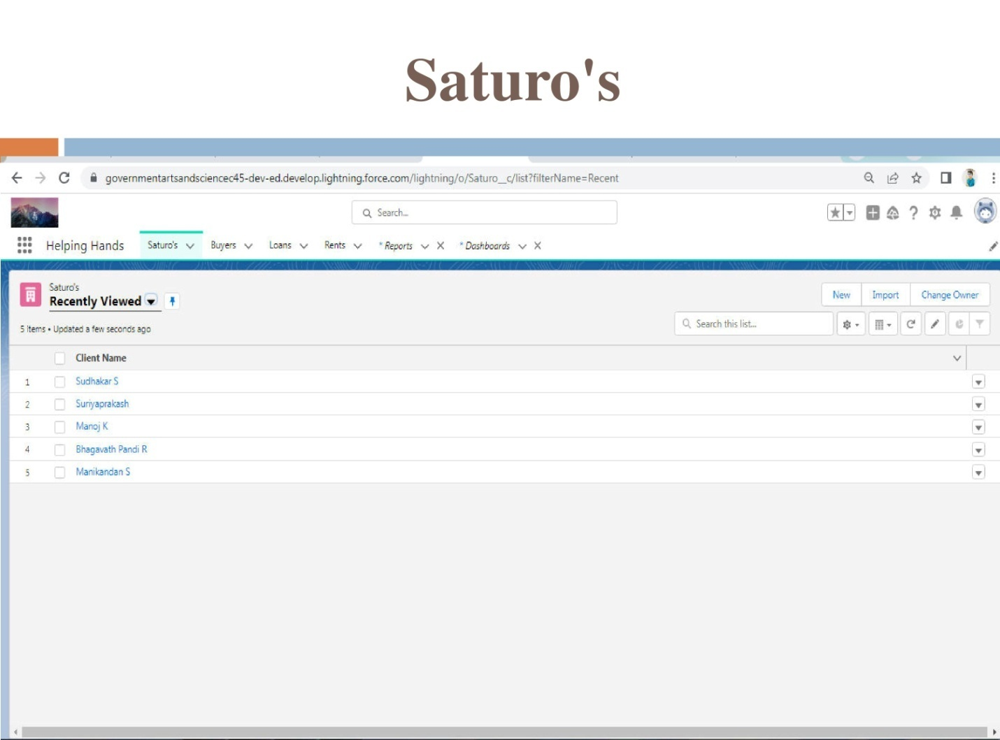 Saturo's
governmentartsandsciencec45-dev-ed.develop.lightning.force.com/lightning/o/Saturo__c/list?filterName=Recent
Search...
Helping Hands Saturo's Buyers Loans Rents * Reports * Dashboards
Saturo's
Recently Viewed
New Import Change Owner
5 items • Updated a few seconds ago
Search this list...
Client Name
1 Sudhakar S
2 Suriyaprakash
3 Manoj K
4 Bhagavath Pandi R
5 Manikandan S